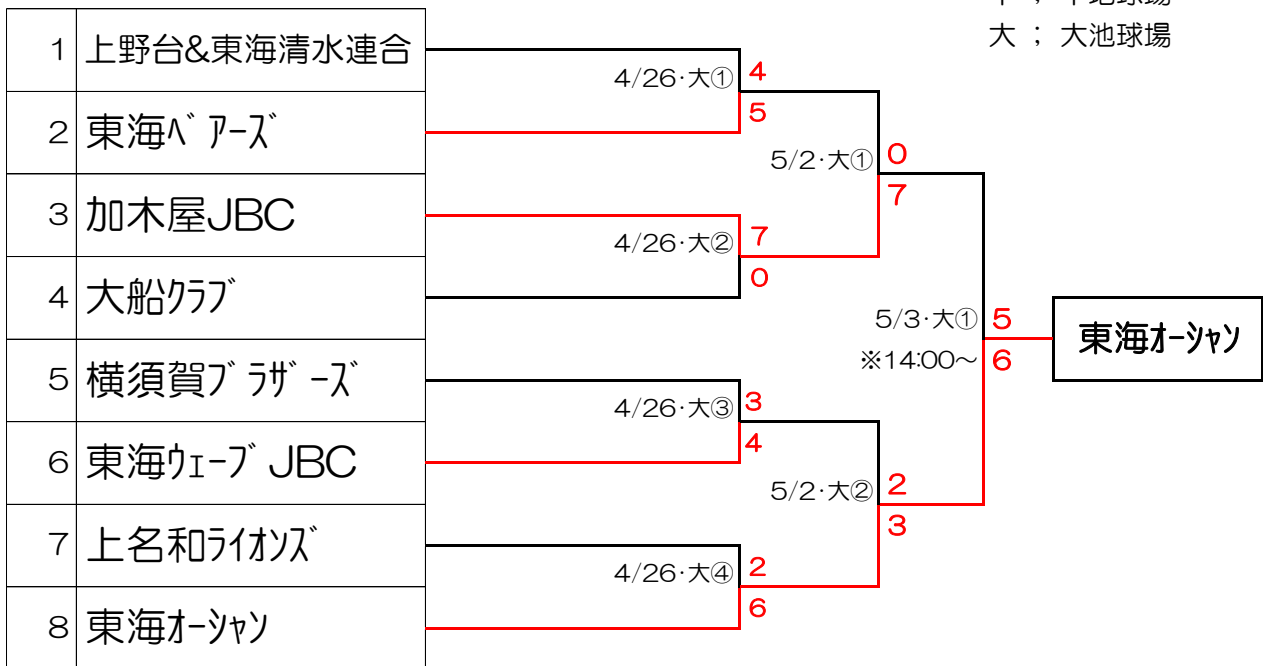 大 ； 大池球場
1 上野台&東海清水連合
2 東海ﾍﾞｱｰｽﾞ
3 加木屋JBC
4 大船ｸﾗﾌﾞ
5 横須賀ﾌﾞﾗｻﾞｰｽﾞ
6 東海ｳｪｰﾌﾞJBC
7 上名和ﾗｲｵﾝｽﾞ
8 東海ｵｰｼｬﾝ
4/26·大① 4
5
4/26·大② 7
0
4/26·大③ 3
4
4/26·大④ 2
6
5/2·大① 0
7
5/2·大② 2
3
5/3·大① 5
※14:00～ 6
東海ｵｰｼｬﾝ